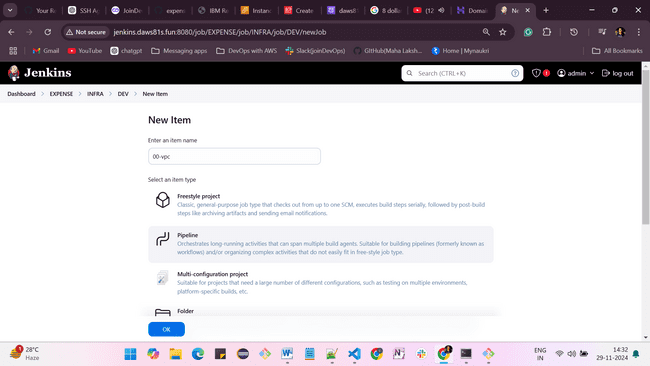 Your R
SSH A
JoinDe
expens
IBM R
Instan
Create
daws8
8 dolla
(12
Domai
Ne
Not secure
jenkins.daws81s.fun:8080/job/EXPENSE/job/INFRA/job/DEV/newJob
Gmail
YouTube
chatgpt
Messaging apps
DevOps with AWS
Slack(joinDevOps)
GitHub(Maha Laksh...
Home | Mynaukri
All Bookmarks
Jenkins
Search (CTRL+K)
1
admin
log out
Dashboard > EXPENSE > INFRA > DEV > New Item
New Item
Enter an item name
00-vpc
Select an item type
Freestyle project
Classic, general-purpose job type that checks out from up to one SCM, executes build steps serially, followed by post-build
steps like archiving artifacts and sending email notifications.
Pipeline
Orchestrates long-running activities that can span multiple build agents. Suitable for building pipelines (formerly known as
workflows) and/or organizing complex activities that do not easily fit in free-style job type.
Multi-configuration project
Suitable for projects that need a large number of different configurations, such as testing on multiple environments,
platform-specific builds, etc.
Folder
OK
28°C
Haze
ENG
IN
14:32
29-11-2024